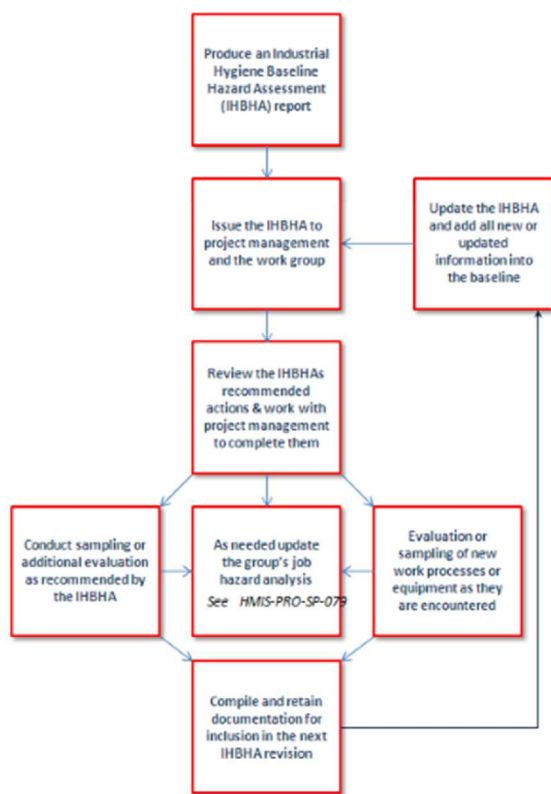 Produce an Industrial
Hygiene Baseline
Hazard Assessment
(IHBHA) report
Issue the IHBHA to
project management
and the work group
Update the IHBHA
and add all new or
updated
information into
the baseline
Review the IHBHAs
recommended
actions & work with
project management
to complete them
Conduct sampling or
additional evaluation
as recommended by
the IHBHA
As needed update
the group's job
hazard analysis
See HMIS-PRO-SP-079
Evaluation or
sampling of new
work processes or
equipment as they
are encountered
Compile and retain
documentation for
inclusion in the next
IHBHA revision